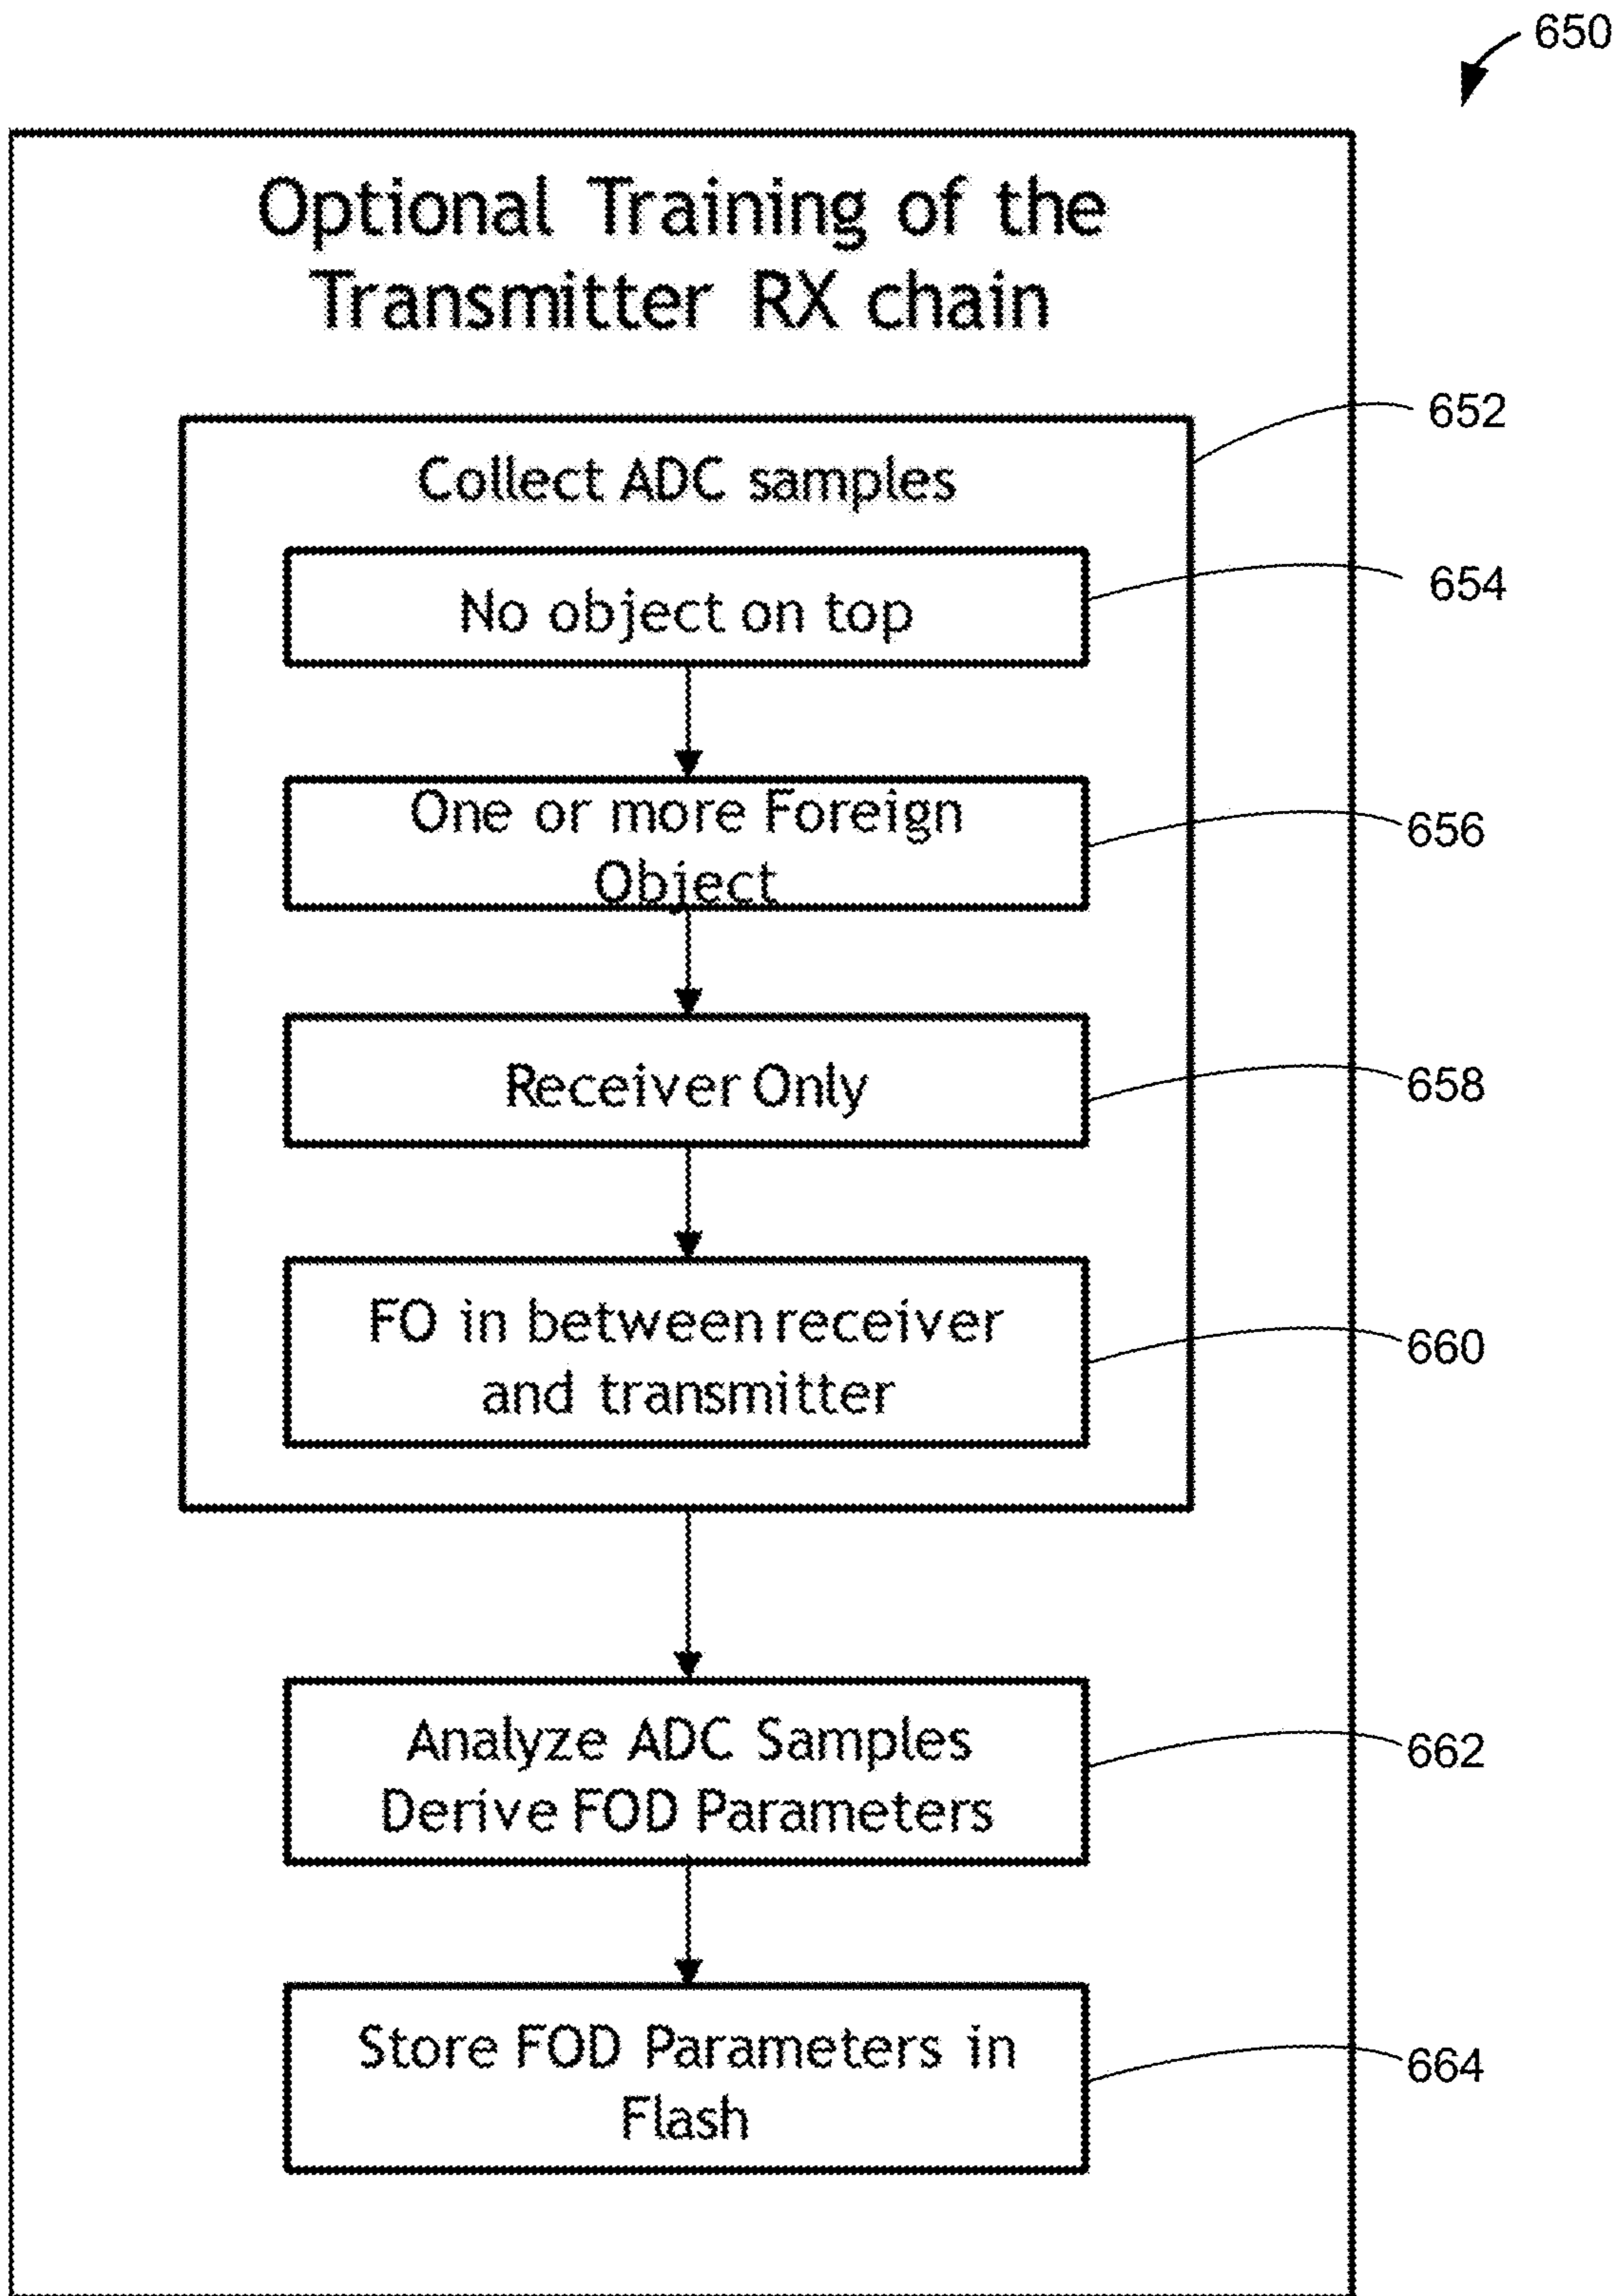 650
Optional Training of the
Transmitter RX chain
652
Collect ADC samples
654
No object on top
One or more Foreign
656
Object
Receiver Only
658
FO in between receiver
660
and transmitter
Analyze ADC Samples
662
Derive FOD Parameters
Store FOD Parameters in
664
Flash